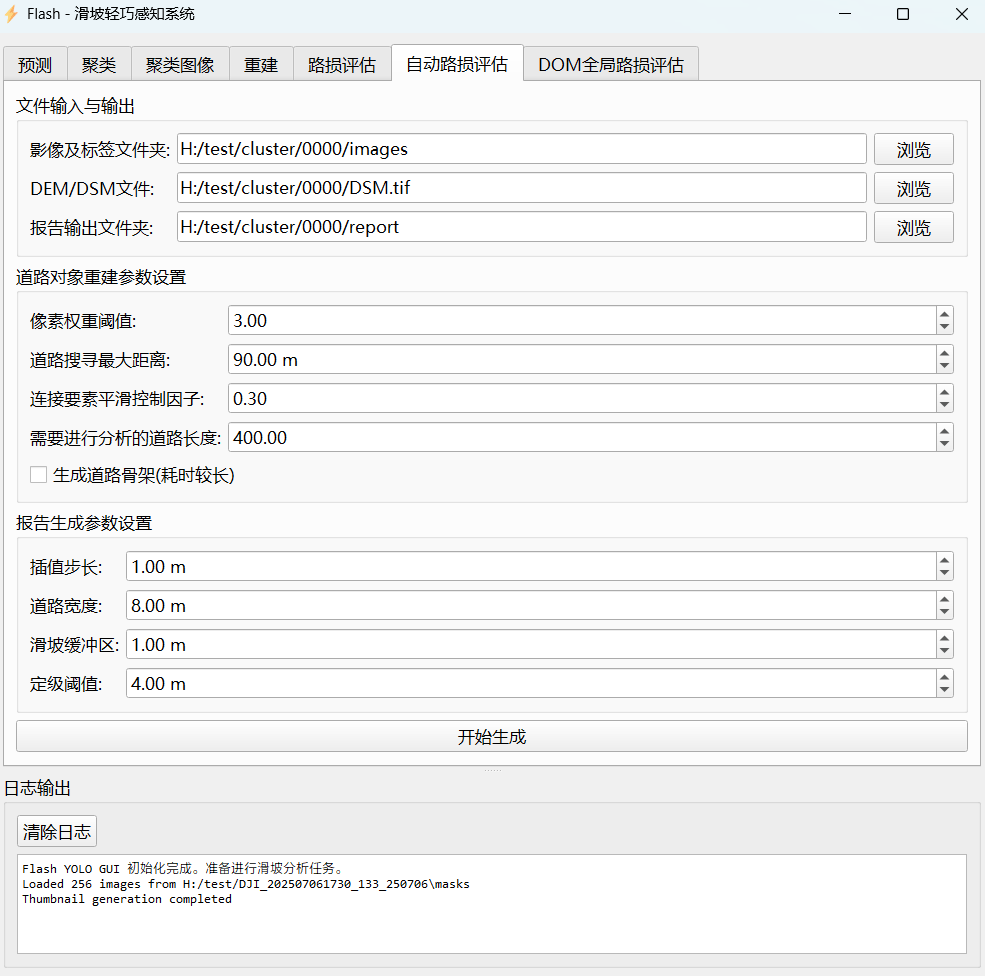 Flash - 滑坡轻巧感知系统
预测 聚类 聚类图像 重建 路损评估 自动路损评估 DOM全局路损评估
文件输入与输出
影像及标签文件夹: H:/test/cluster/0000/images 浏览
DEM/DSM文件: H:/test/cluster/0000/DSM.tif 浏览
报告输出文件夹: H:/test/cluster/0000/report 浏览
道路对象重建参数设置
像素权重阈值: 3.00
道路搜寻最大距离: 90.00 m
连接要素平滑控制因子: 0.30
需要进行分析的道路长度: 400.00
生成道路骨架(耗时较长)
报告生成参数设置
插值步长: 1.00 m
道路宽度: 8.00 m
滑坡缓冲区: 1.00 m
定级阈值: 4.00 m
开始生成
日志输出
清除日志
Flash YOLO GUI 初始化完成。准备进行滑坡分析任务。
Loaded 256 images from H:/test/DJI_202507061730_133_250706\masks
Thumbnail generation completed